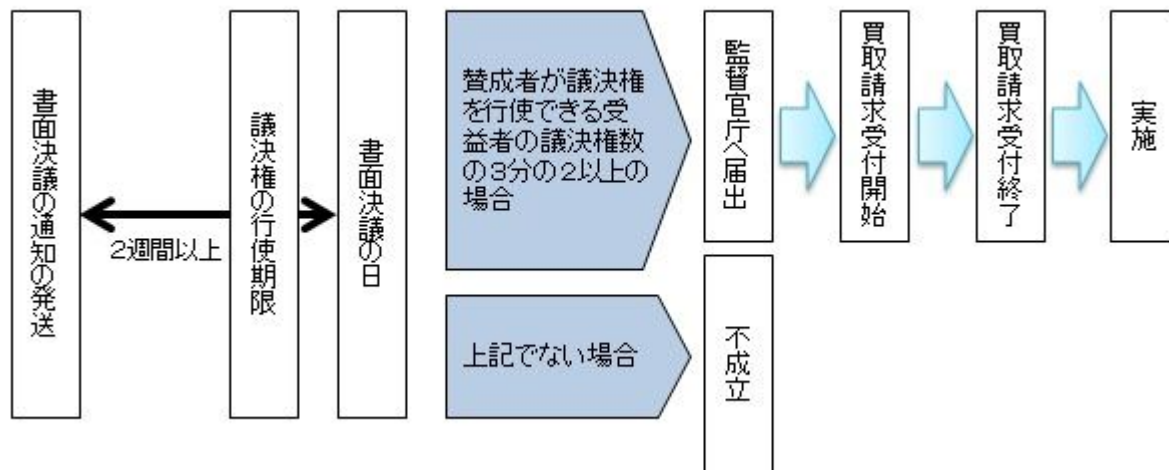 書面決議の通知の発送
2週間以上
議決権の行使期限
書面決議の日
賛成者が議決権
を行使できる受
益者の議決権数
の3分の2以上の
場合
監督官庁へ届出
買取請求受付開始
買取請求受付終了
実施
上記でない場合
不成立